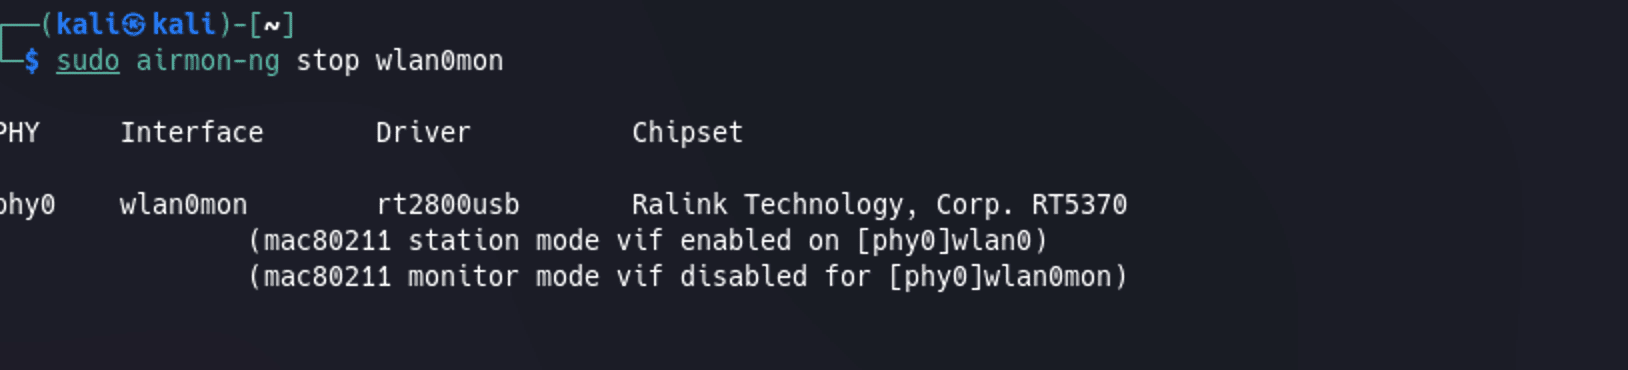 ┌──(kali㉿kali)-[~]
└─$ sudo airmon-ng stop wlan0mon
PHY Interface Driver Chipset
phy0 wlan0mon rt2800usb Ralink Technology, Corp. RT5370
(mac80211 station mode vif enabled on [phy0]wlan0)
(mac80211 monitor mode vif disabled for [phy0]wlan0mon)